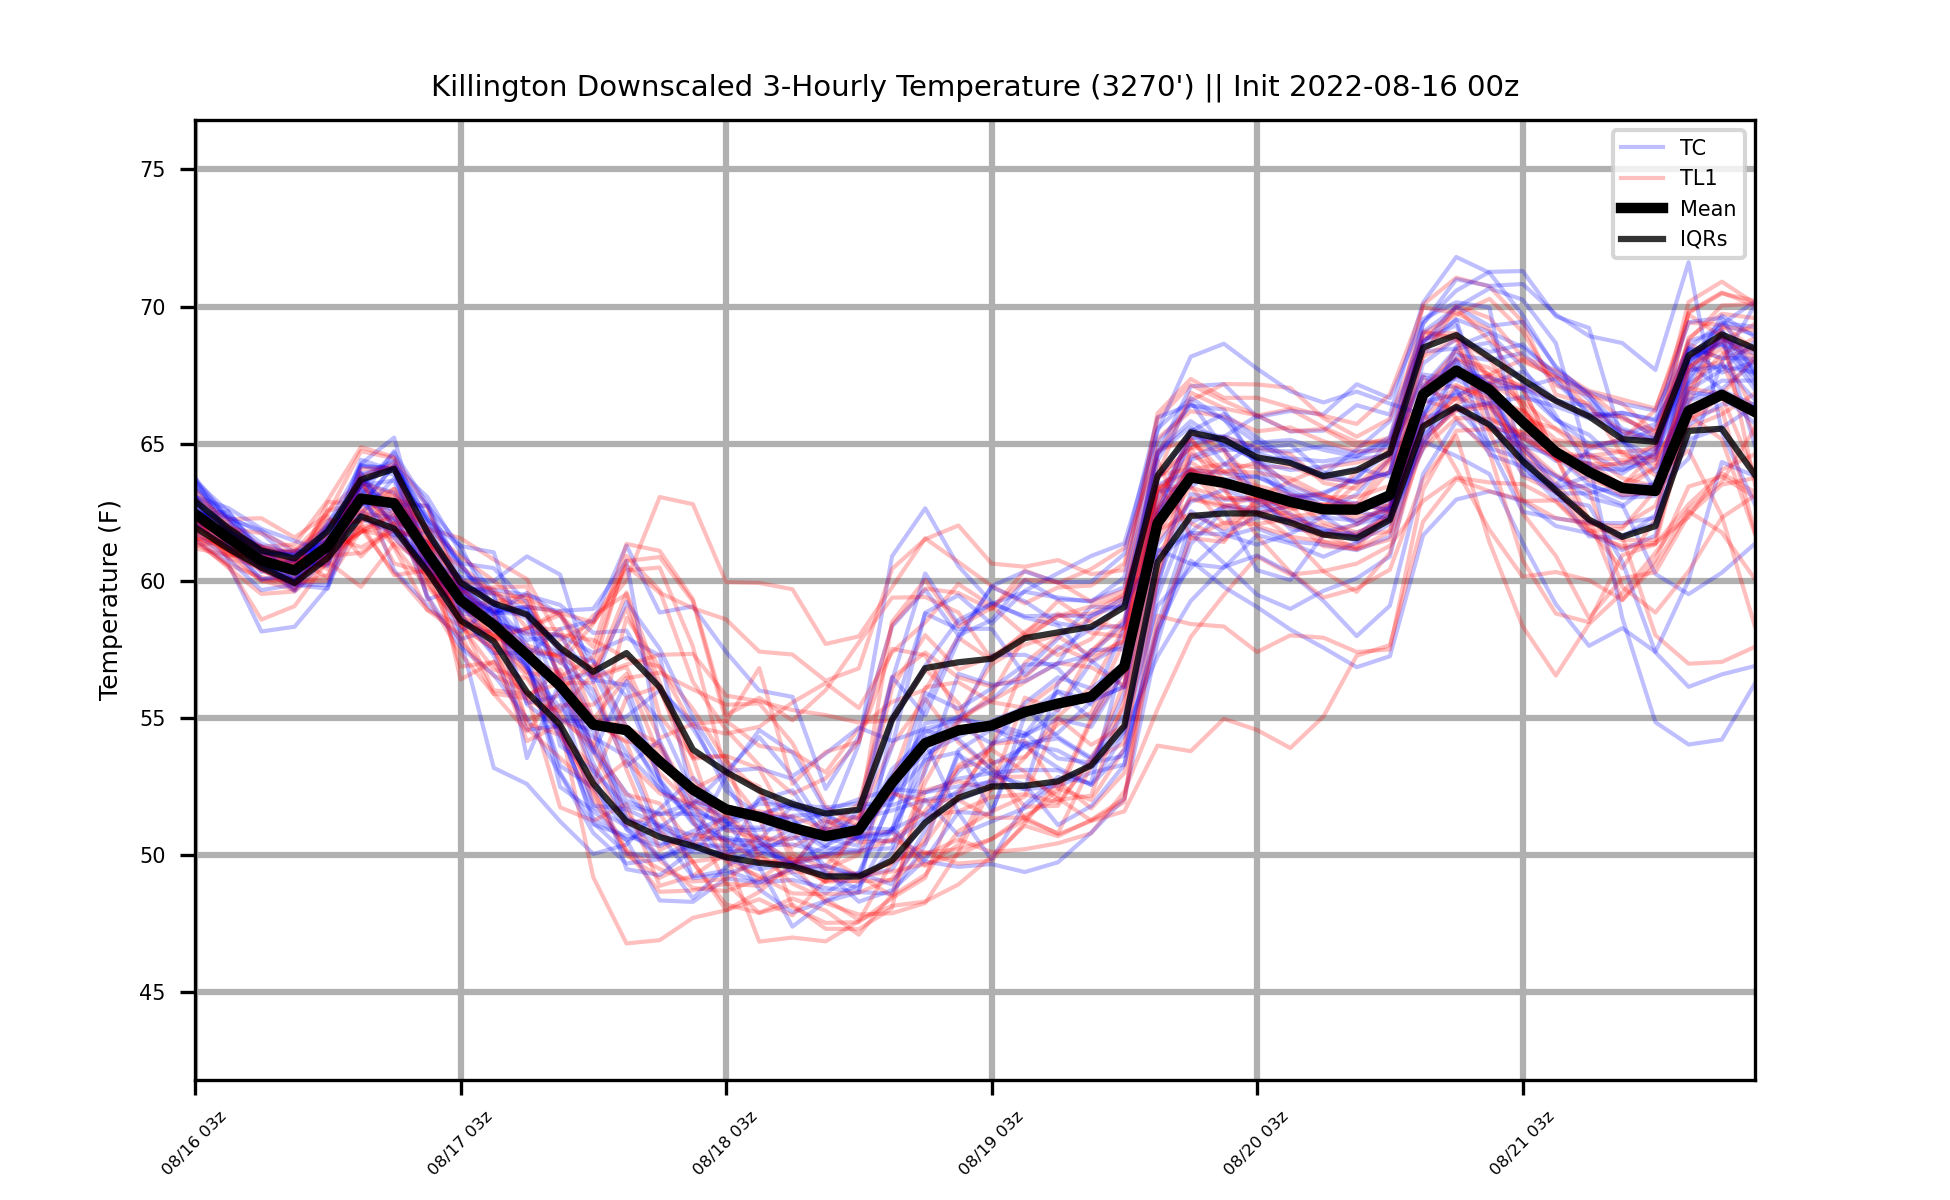 Killington Downscaled 3-Hourly Temperature (3270') || Init 2022-08-16 00z
TC
TL1
Mean
IQRs
Temperature (F)
75
70
65
60
55
50
45
08/16 03z
08/17 03z
08/18 03z
08/19 03z
08/20 03z
08/21 03z